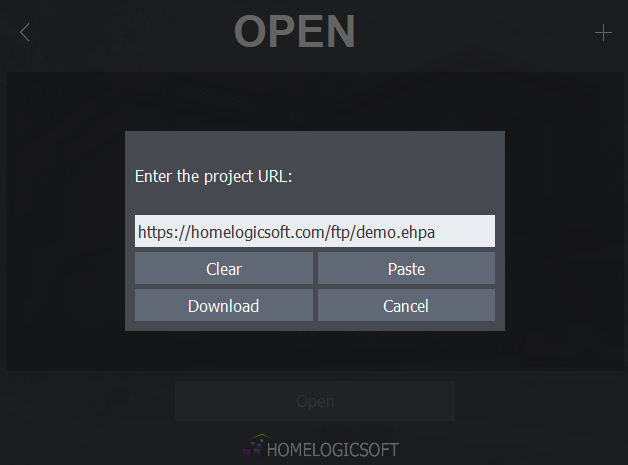 OPEN
Enter the project URL:
https://homelogicsoft.com/ftp/demo.ehpa
Clear Paste
Download Cancel
Open
HOMELOGICSOFT